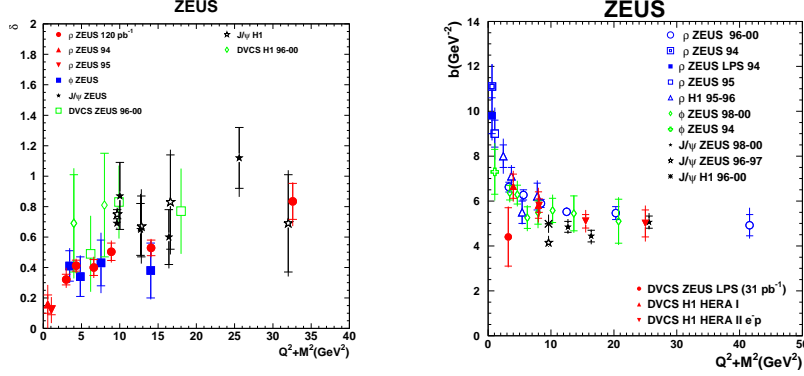 ZEUS
δ
2
1.8
1.6
1.4
1.2
1
0.8
0.6
0.4
0.2
0
ρ ZEUS 120 pb⁻¹
ρ ZEUS 94
ρ ZEUS 95
φ ZEUS
J/ψ ZEUS
DVCS ZEUS 96-00
J/ψ H1
DVCS H1 96-00
0 5 10 15 20 25 30 35 40
Q²+M²(GeV²)
ZEUS
b(GeV⁻²)
14
12
10
8
6
4
2
0
ρ ZEUS 96-00
ρ ZEUS 94
ρ ZEUS LPS 94
ρ ZEUS 95
ρ H1 95-96
φ ZEUS 98-00
φ ZEUS 94
J/ψ ZEUS 98-00
J/ψ ZEUS 96-97
J/ψ H1 96-00
DVCS ZEUS LPS (31 pb⁻¹)
DVCS H1 HERA I
DVCS H1 HERA II e⁻p
0 10 20 30 40 50
Q²+M²(GeV²)